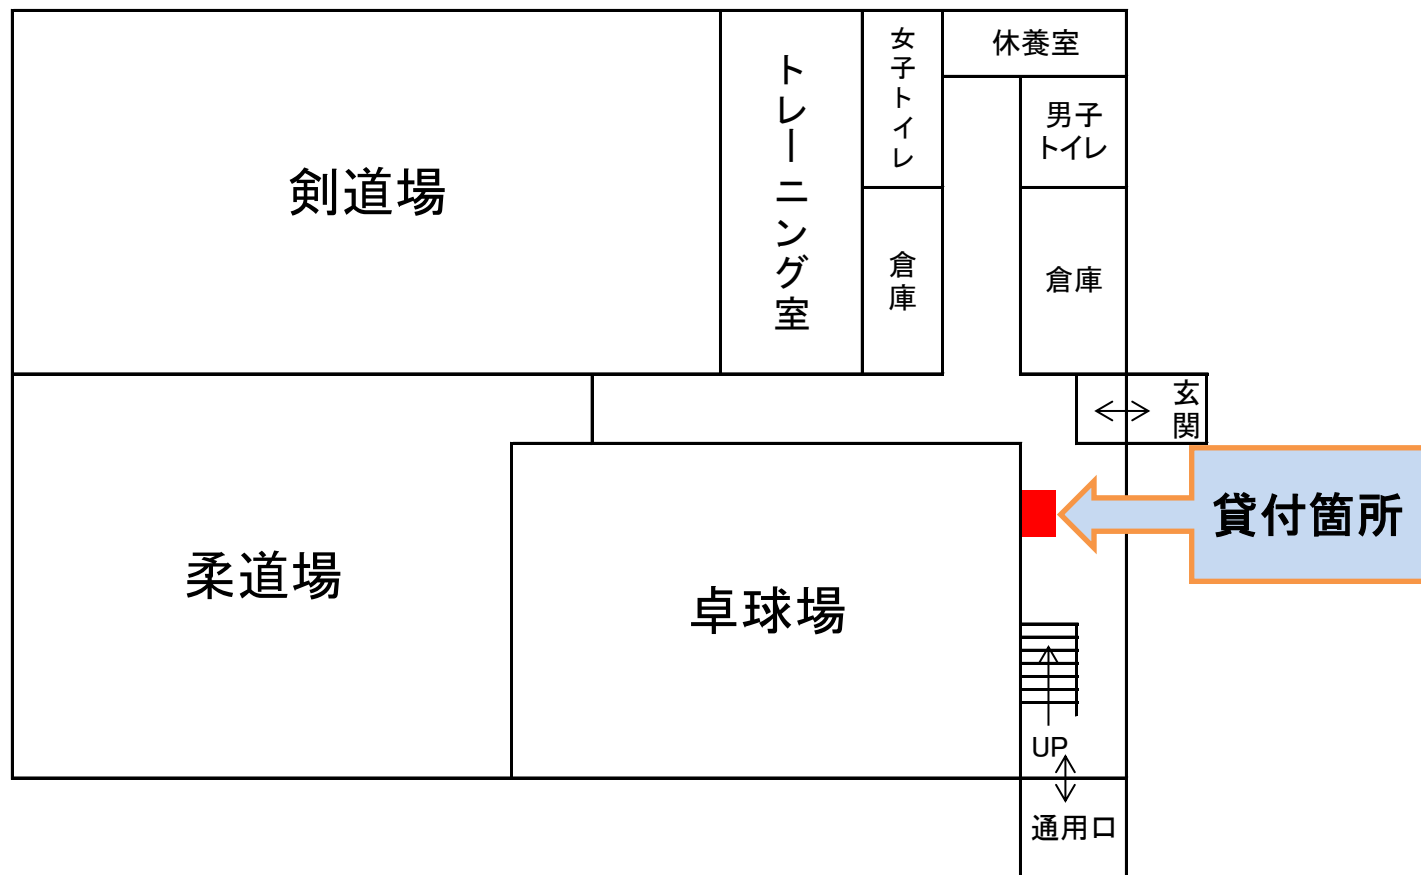 剣道場
トレーニング室
女子トイレ
倉庫
休養室
男子
トイレ
倉庫
玄関
貸付箇所
柔道場
卓球場
UP
通用口